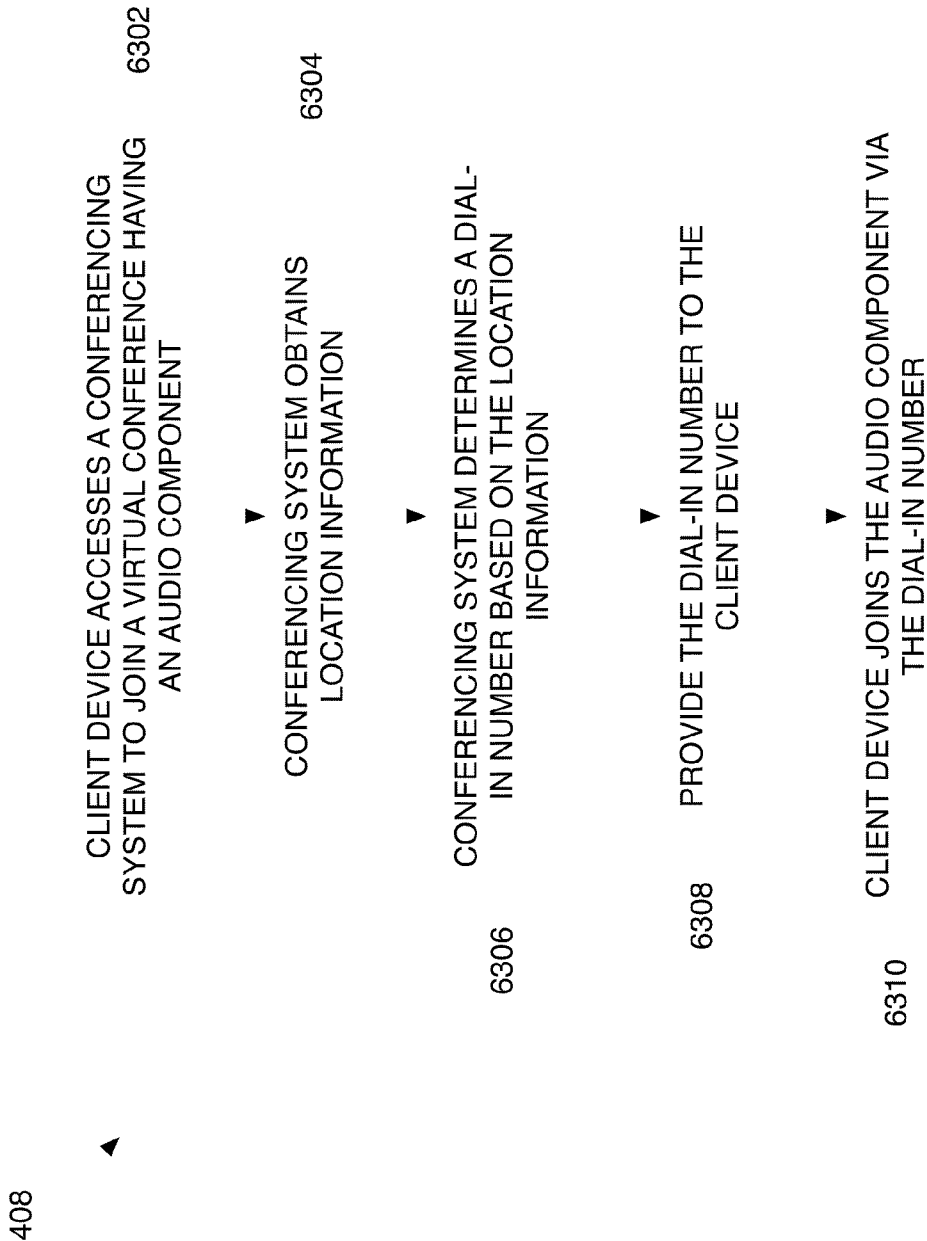 408
CLIENT DEVICE ACCESSES A CONFERENCING
SYSTEM TO JOIN A VIRTUAL CONFERENCE HAVING
AN AUDIO COMPONENT
6302
CONFERENCING SYSTEM OBTAINS
LOCATION INFORMATION
6304
CONFERENCING SYSTEM DETERMINES A DIAL-
IN NUMBER BASED ON THE LOCATION
INFORMATION
6306
PROVIDE THE DIAL-IN NUMBER TO THE
CLIENT DEVICE
6308
CLIENT DEVICE JOINS THE AUDIO COMPONENT VIA
THE DIAL-IN NUMBER
6310